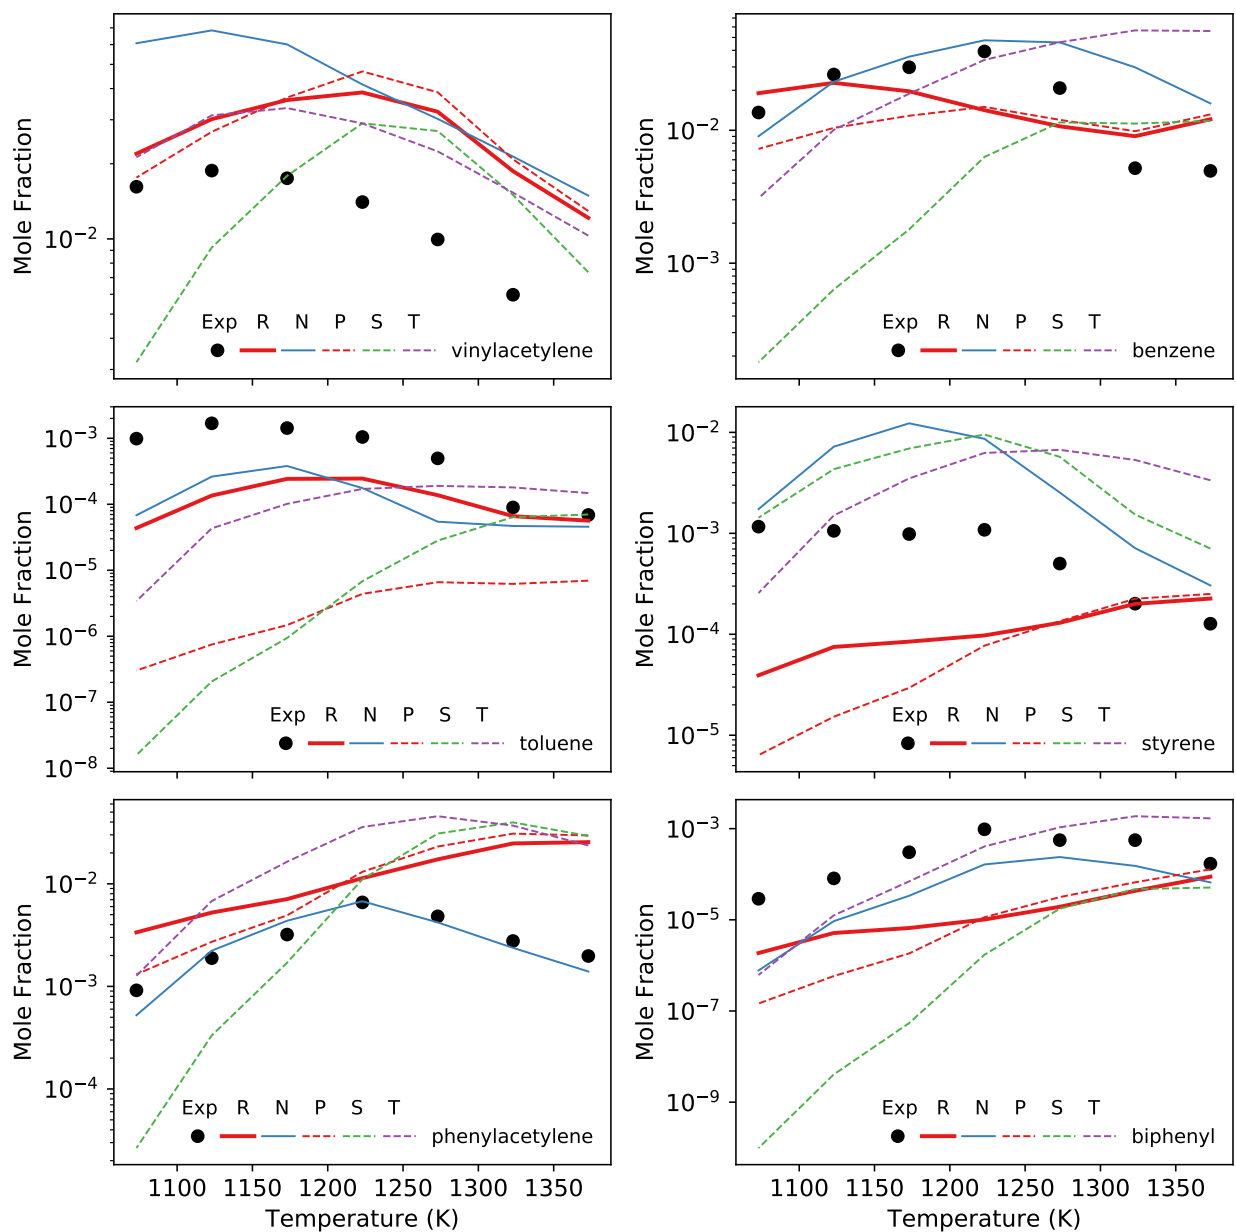 Mole Fraction
10−2
Exp R N P S T
vinylacetylene
Mole Fraction
10−2
10−3
Exp R N P S T
benzene
Mole Fraction
10−3
10−4
10−5
10−6
10−7
10−8
Exp R N P S T
toluene
Mole Fraction
10−2
10−3
10−4
10−5
Exp R N P S T
styrene
Mole Fraction
10−2
10−3
10−4
Exp R N P S T
phenylacetylene
1100 1150 1200 1250 1300 1350
Temperature (K)
Mole Fraction
10−3
10−5
10−7
10−9
Exp R N P S T
biphenyl
1100 1150 1200 1250 1300 1350
Temperature (K)